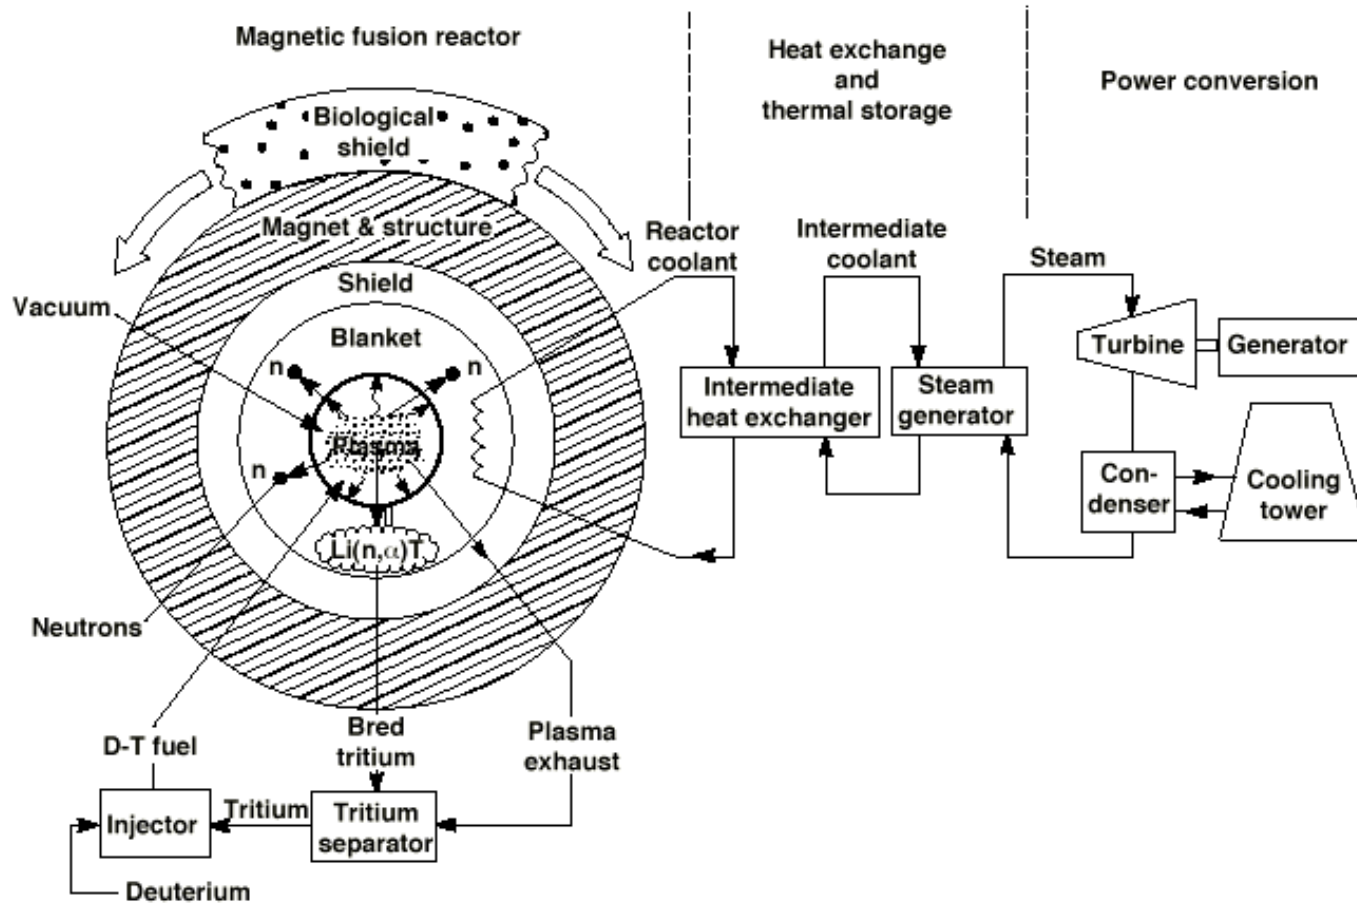 Magnetic fusion reactor
Heat exchange
and
thermal storage
Power conversion
Biological
shield
Magnet & structure
Shield
Vacuum
Blanket
n
n
Plasma
n
Li(n,α)T
Neutrons
Reactor
coolant
Intermediate
coolant
Steam
Intermediate
heat exchanger
Steam
generator
Turbine
Generator
Con-
denser
Cooling
tower
D-T fuel
Bred
tritium
Plasma
exhaust
Injector
Tritium
Tritium
separator
Deuterium